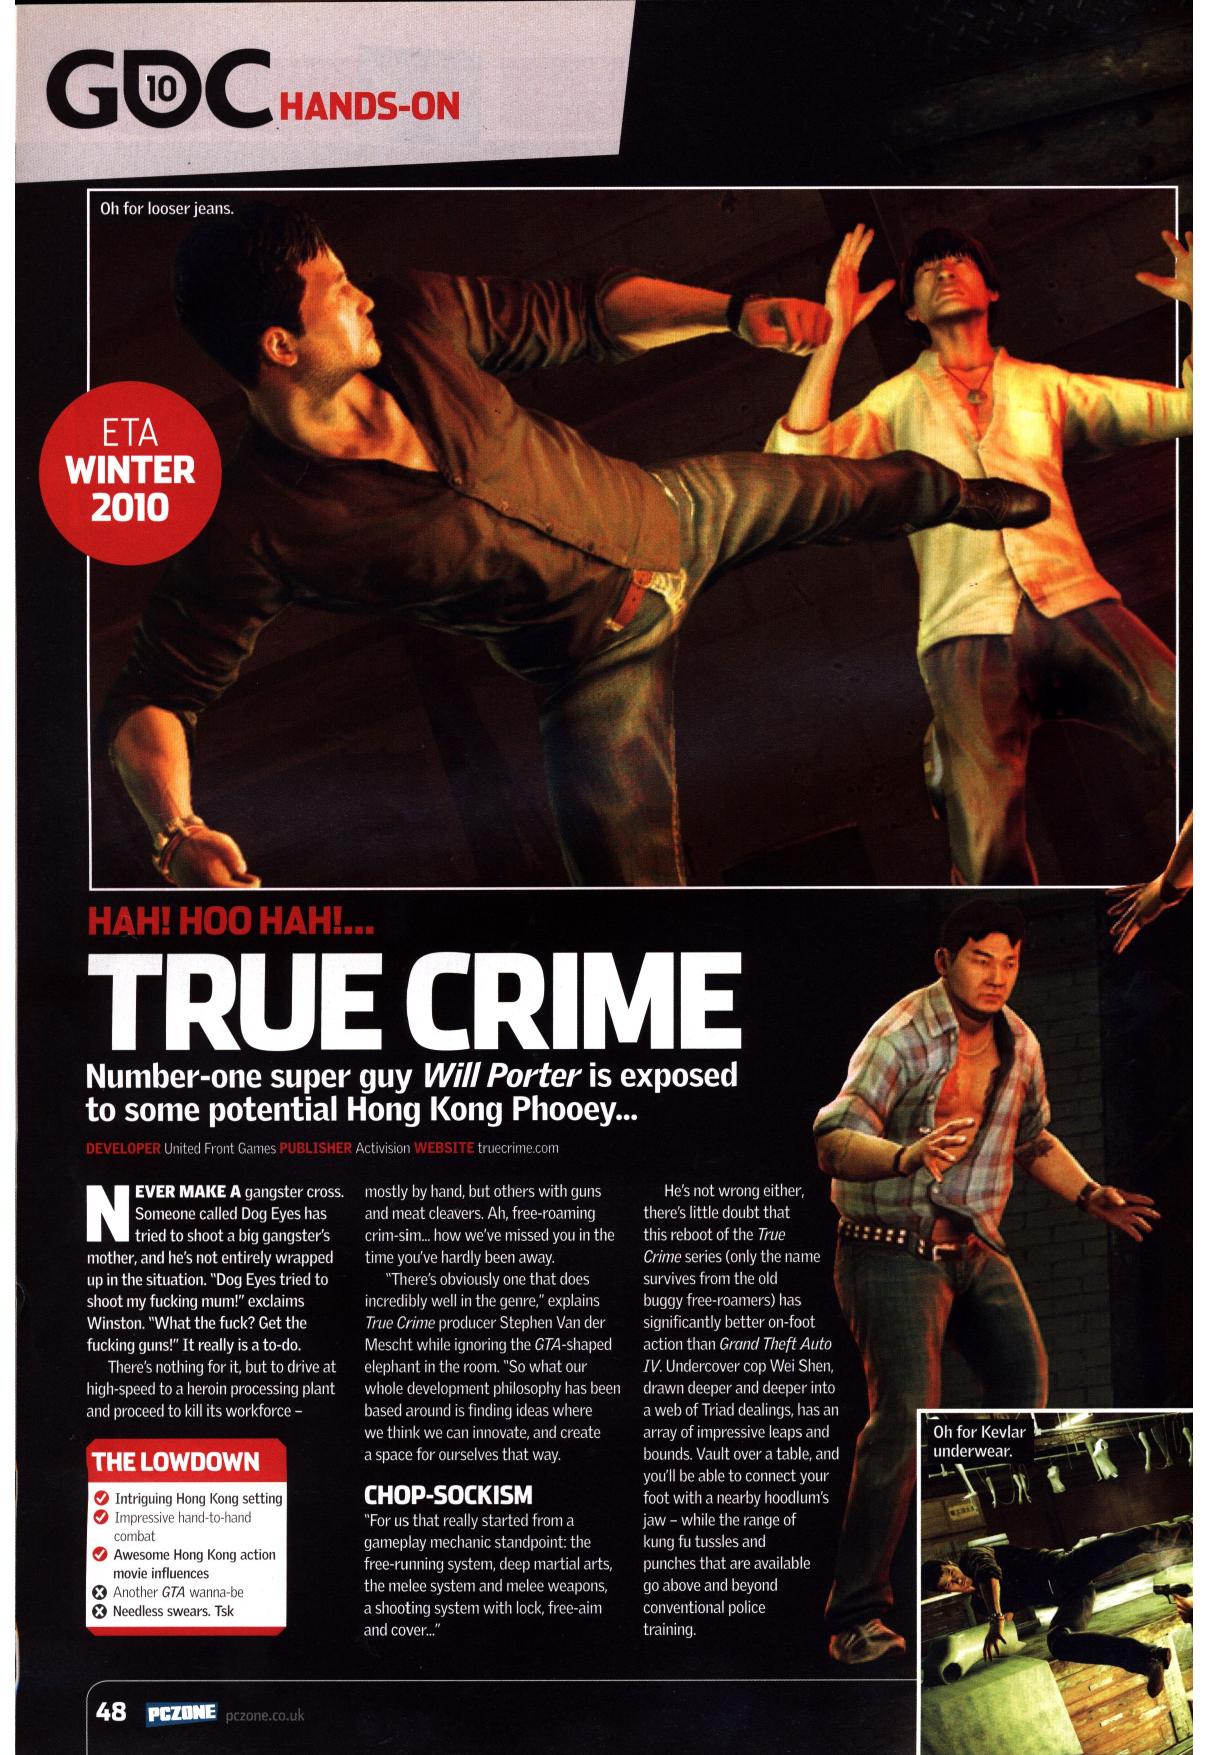 GDC 10 HANDS-ON
Oh for looser jeans.
ETA
WINTER
2010
HAH! HOO HAH!...
TRUE CRIME
Number-one super guy Will Porter is exposed
to some potential Hong Kong Phooey...
DEVELOPER United Front Games PUBLISHER Activision WEBSITE truecrime.com
NEVER MAKE A gangster cross.
Someone called Dog Eyes has
tried to shoot a big gangster's
mother, and he's not entirely wrapped
up in the situation. "Dog Eyes tried to
shoot my fucking mum!" exclaims
Winston. "What the fuck? Get the
fucking guns!" It really is a to-do.
There's nothing for it, but to drive at
high-speed to a heroin processing plant
and proceed to kill its workforce –
THE LOWDOWN
Intriguing Hong Kong setting
Impressive hand-to-hand
combat
Awesome Hong Kong action
movie influences
Another GTA wanna-be
Needless swears. Tsk
mostly by hand, but others with guns
and meat cleavers. Ah, free-roaming
crim-sim... how we've missed you in the
time you've hardly been away.
"There's obviously one that does
incredibly well in the genre," explains
True Crime producer Stephen Van der
Mescht while ignoring the GTA-shaped
elephant in the room. "So what our
whole development philosophy has been
based around is finding ideas where
we think we can innovate, and create
a space for ourselves that way.
CHOP-SOCKISM
"For us that really started from a
gameplay mechanic standpoint: the
free-running system, deep martial arts,
the melee system and melee weapons,
a shooting system with lock, free-aim
and cover..."
He's not wrong either,
there's little doubt that
this reboot of the True
Crime series (only the name
survives from the old
buggy free-roamers) has
significantly better on-foot
action than Grand Theft Auto
IV. Undercover cop Wei Shen,
drawn deeper and deeper into
a web of Triad dealings, has an
array of impressive leaps and
bounds. Vault over a table, and
you'll be able to connect your
foot with a nearby hoodlum's
jaw – while the range of
kung fu tussles and
punches that are available
go above and beyond
conventional police
training.
Oh for Kevlar
underwear.
48 PCZONE pczone.co.uk